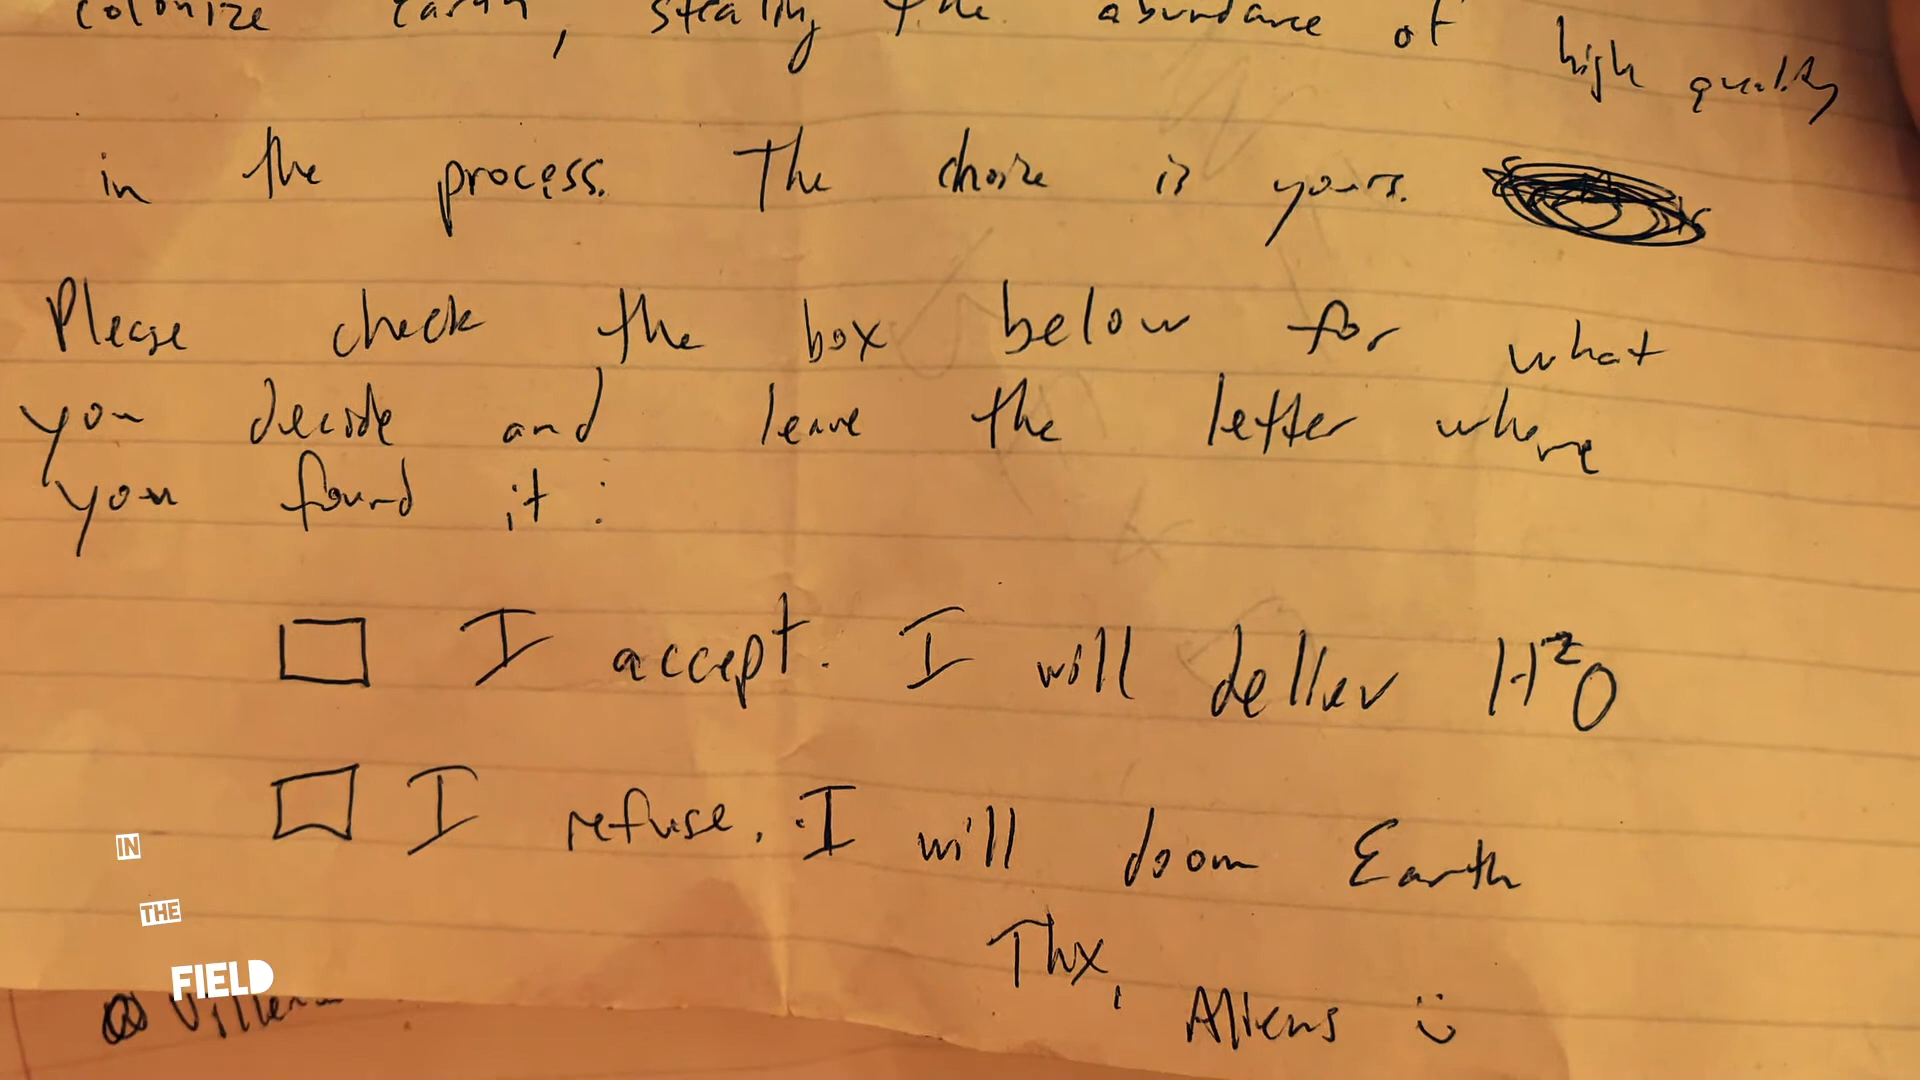 colonize Earth, stealing the abundance of high quality
in the process. The choice is yours.
Please check the box below for what
you decide and leave the letter where
you found it:
I accept. I will deliver H²O
I refuse. I will doom Earth
Thx,
Aliens :)
IN
THE
FIELD